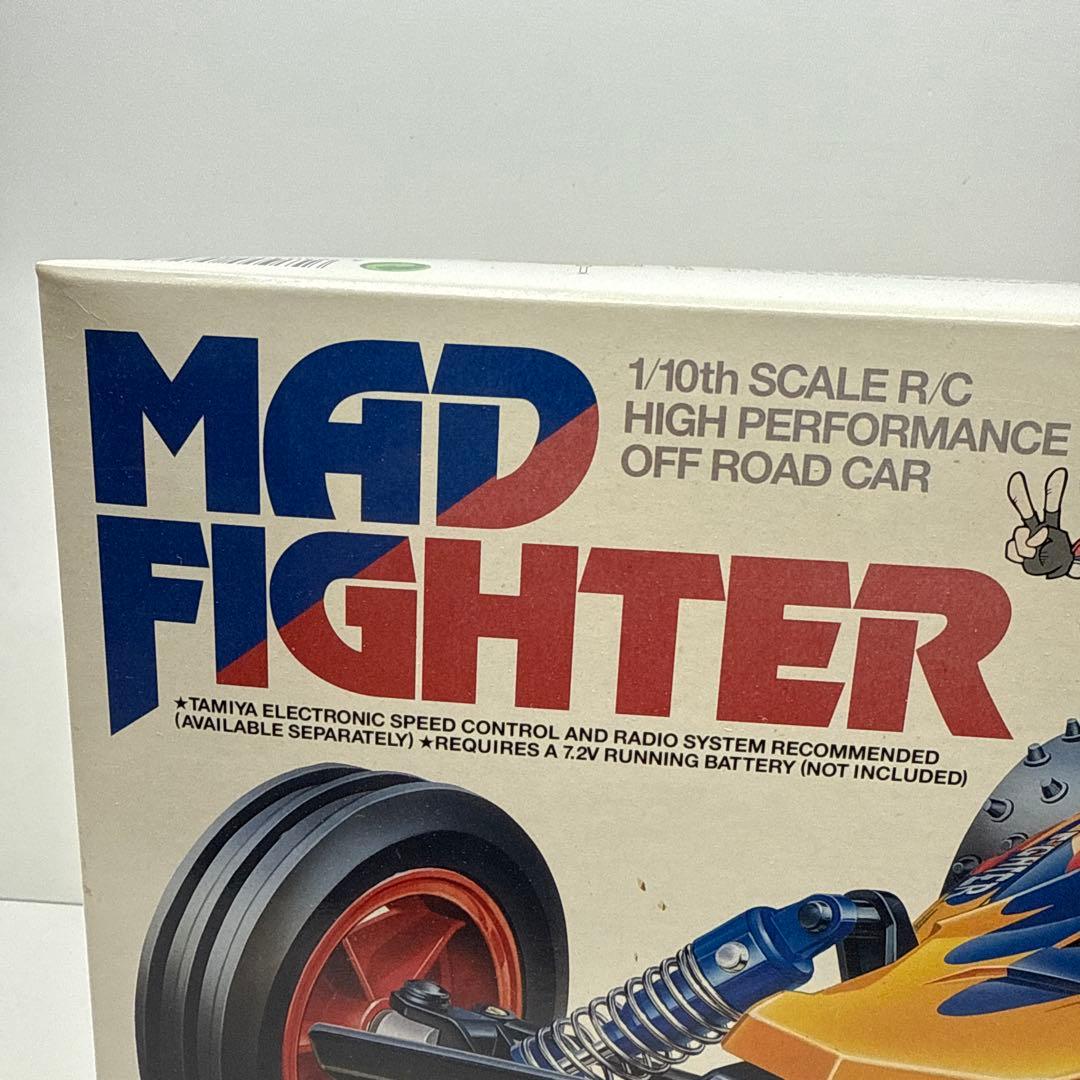 MAD
FIGHTER
1/10th SCALE R/C
HIGH PERFORMANCE
OFF ROAD CAR
★TAMIYA ELECTRONIC SPEED CONTROL AND RADIO SYSTEM RECOMMENDED
(AVAILABLE SEPARATELY) ★REQUIRES A 7.2V RUNNING BATTERY (NOT INCLUDED)
FIGHTER